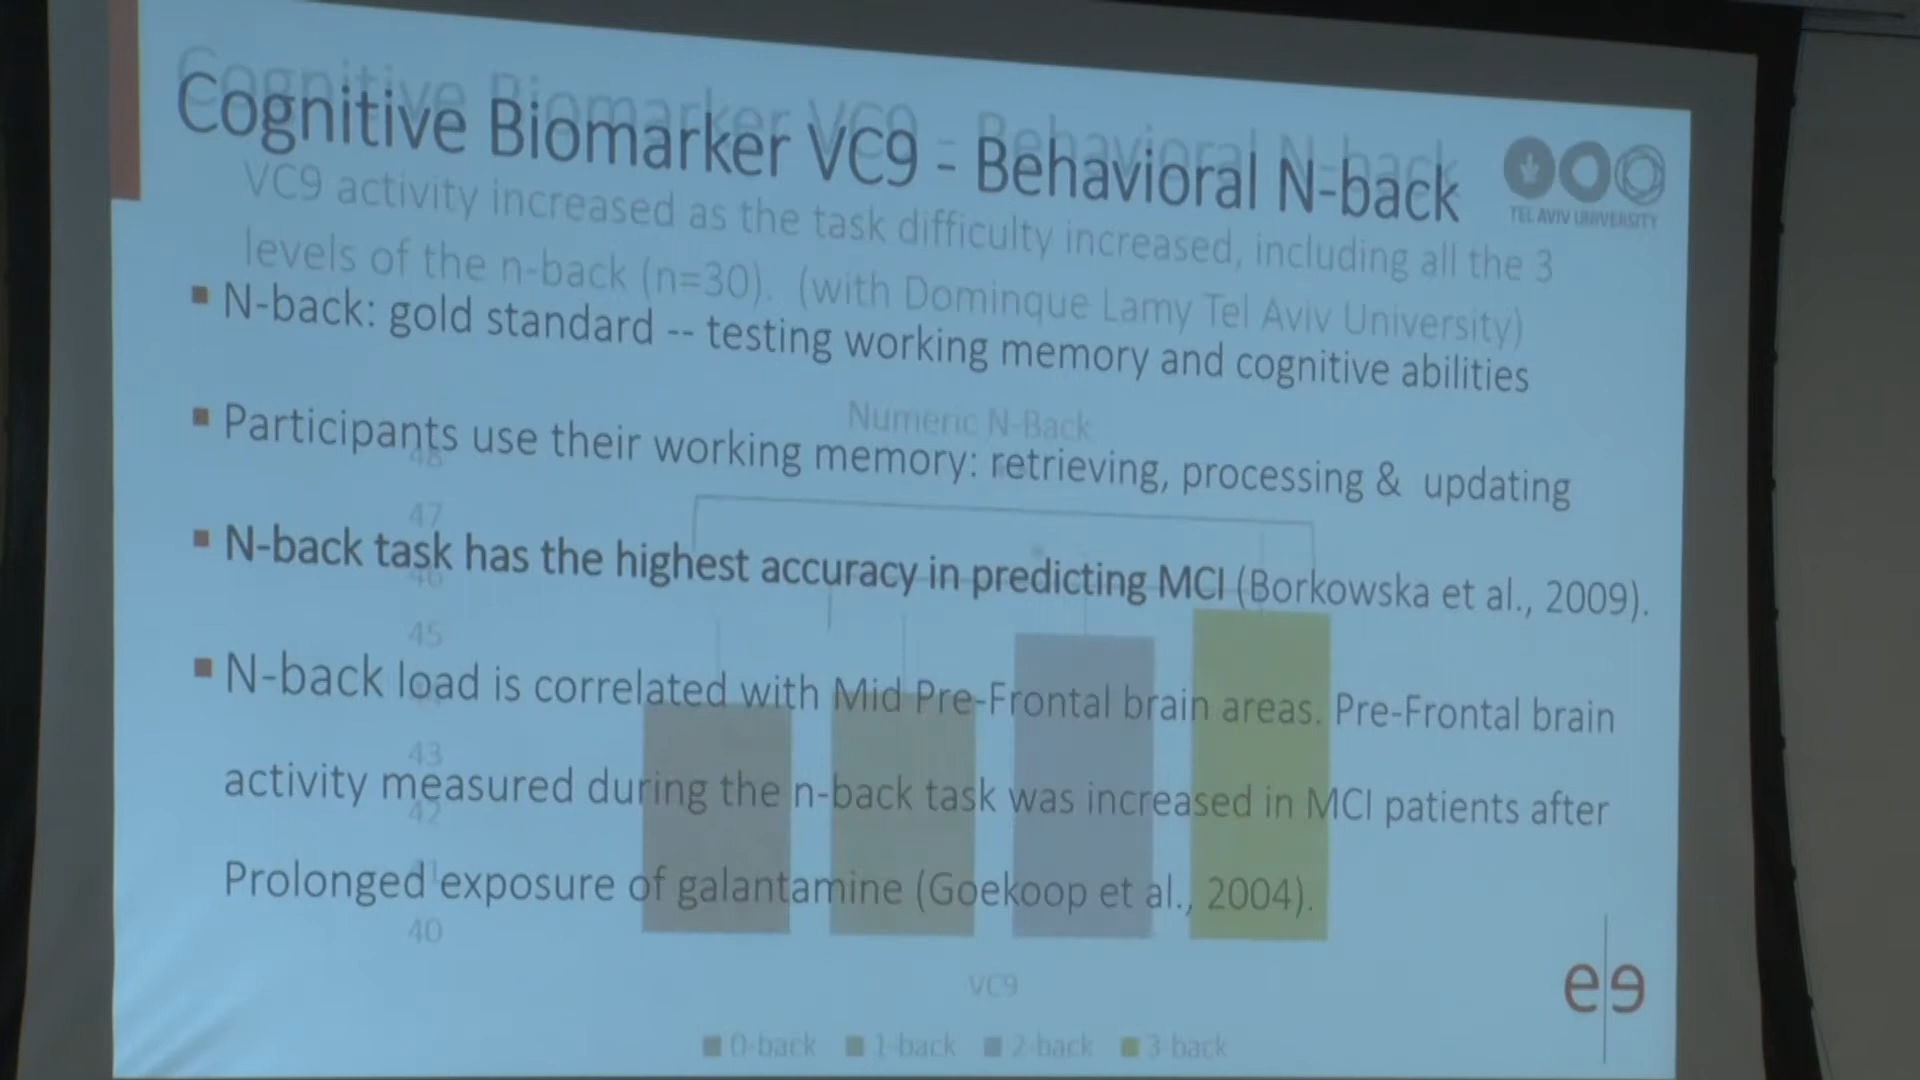 Cognitive Biomarker VC9 - Behavioral N-back
TEL AVIV UNIVERSITY
VC9 activity increased as the task difficulty increased, including all the 3
levels of the n-back (n=30). (with Dominque Lamy Tel Aviv University)
▪ N-back: gold standard -- testing working memory and cognitive abilities
Numeric N-Back
▪ Participants use their working memory: retrieving, processing & updating
48
47
▪ N-back task has the highest accuracy in predicting MCI (Borkowska et al., 2009).
46
45
▪ N-back load is correlated with Mid Pre-Frontal brain areas. Pre-Frontal brain
43
activity measured during the n-back task was increased in MCI patients after
42
41
Prolonged exposure of galantamine (Goekoop et al., 2004).
40
VC9
0-back 1-back 2-back 3-back